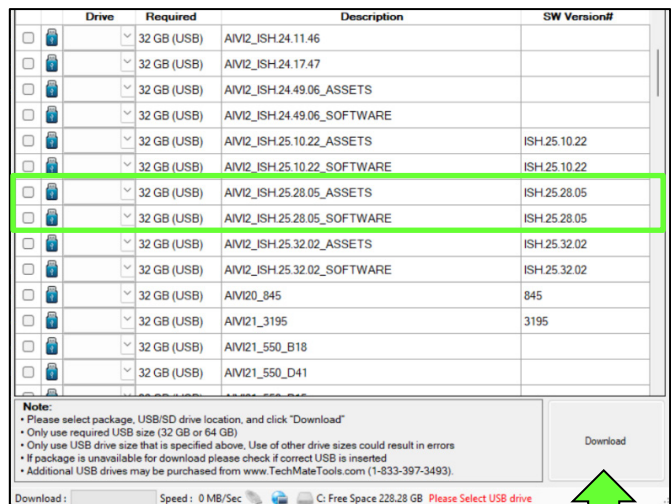 Drive Required Description SW Version#
32 GB (USB) AIVI2_ISH.24.11.46
32 GB (USB) AIVI2_ISH.24.17.47
32 GB (USB) AIVI2_ISH.24.49.06_ASSETS
32 GB (USB) AIVI2_ISH.24.49.06_SOFTWARE
32 GB (USB) AIVI2_ISH.25.10.22_ASSETS ISH.25.10.22
32 GB (USB) AIVI2_ISH.25.10.22_SOFTWARE ISH.25.10.22
32 GB (USB) AIVI2_ISH.25.28.05_ASSETS ISH.25.28.05
32 GB (USB) AIVI2_ISH.25.28.05_SOFTWARE ISH.25.28.05
32 GB (USB) AIVI2_ISH.25.32.02_ASSETS ISH.25.32.02
32 GB (USB) AIVI2_ISH.25.32.02_SOFTWARE ISH.25.32.02
32 GB (USB) AIVI20_845 845
32 GB (USB) AIVI21_3195 3195
32 GB (USB) AIVI21_550_B18
32 GB (USB) AIVI21_550_D41
Note:
• Please select package, USB/SD drive location, and click "Download"
• Only use required USB size (32 GB or 64 GB)
• Only use USB drive size that is specified above, Use of other drive sizes could result in errors
• If package is unavailable for download please check if correct USB is inserted
• Additional USB drives may be purchased from www.TechMateTools.com (1-833-397-3493).
Download
Download : Speed : 0 MB/Sec C: Free Space 228.28 GB Please Select USB drive